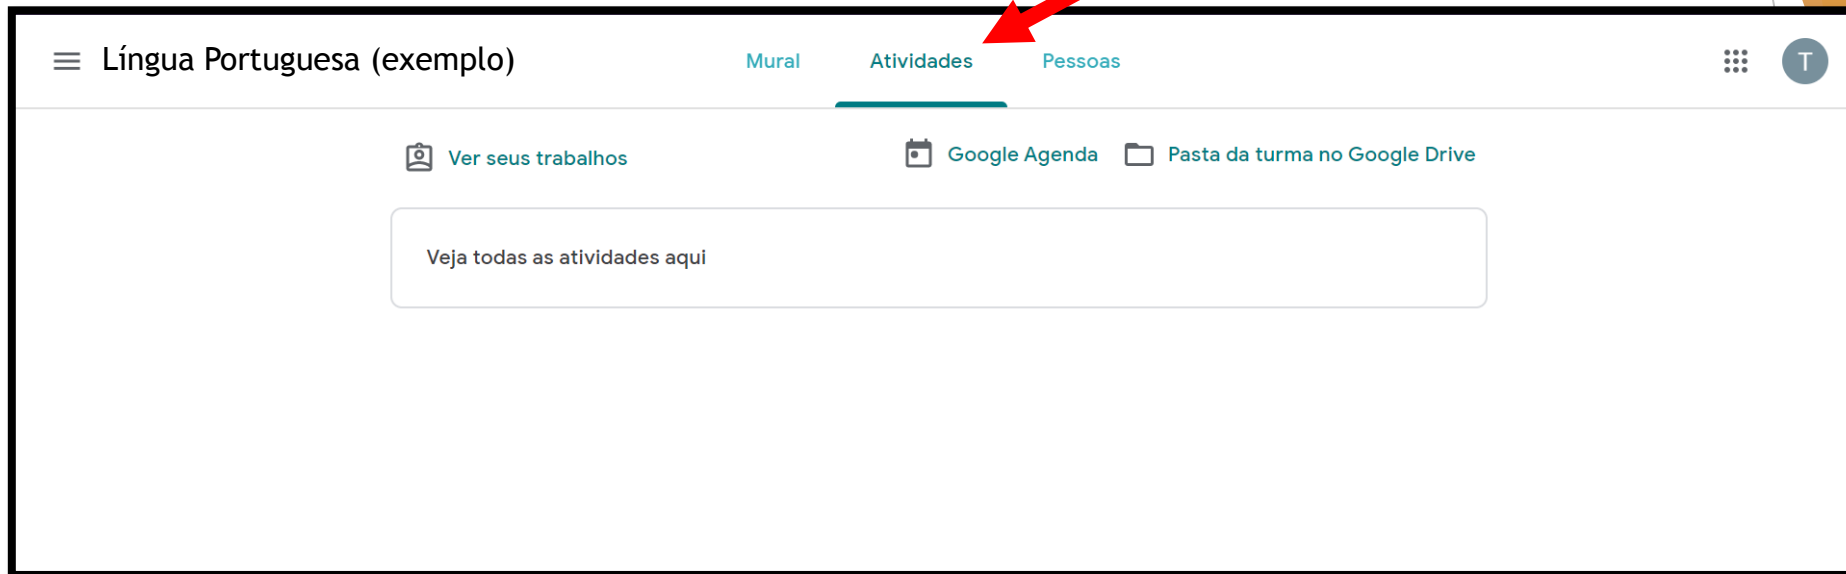 Língua Portuguesa (exemplo)
Mural Atividades Pessoas
T
Ver seus trabalhos
Google Agenda Pasta da turma no Google Drive
Veja todas as atividades aqui